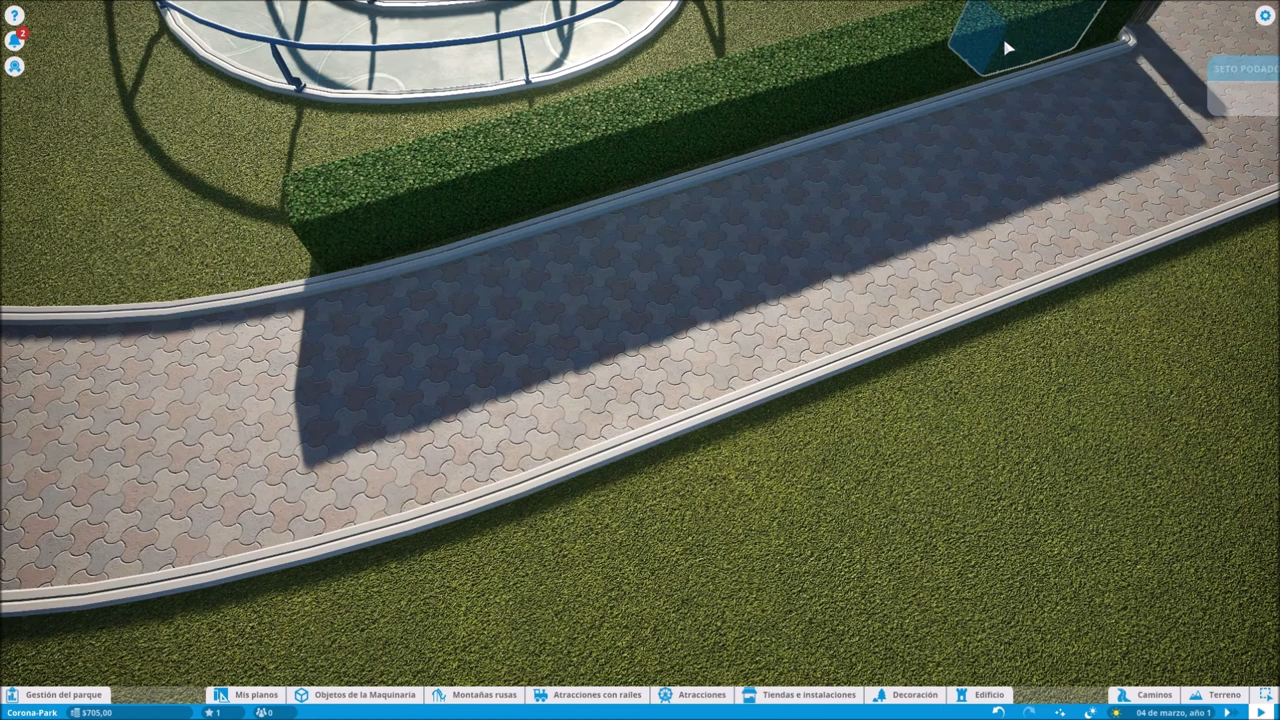 ?
2
SETO PODADO
Gestión del parque
Mis planos
Objetos de la Maquinaria
Montañas rusas
Atracciones con raíles
Atracciones
Tiendas e instalaciones
Decoración
Edificio
Caminos
Terreno
Corona-Park
$705,00
1
0
04 de marzo, año 1